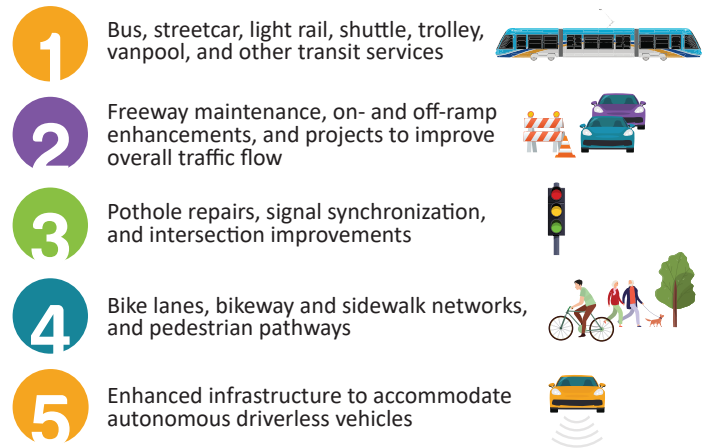 1
Bus, streetcar, light rail, shuttle, trolley,
vanpool, and other transit services
2
Freeway maintenance, on- and off-ramp
enhancements, and projects to improve
overall traffic flow
3
Pothole repairs, signal synchronization,
and intersection improvements
4
Bike lanes, bikeway and sidewalk networks,
and pedestrian pathways
5
Enhanced infrastructure to accommodate
autonomous driverless vehicles